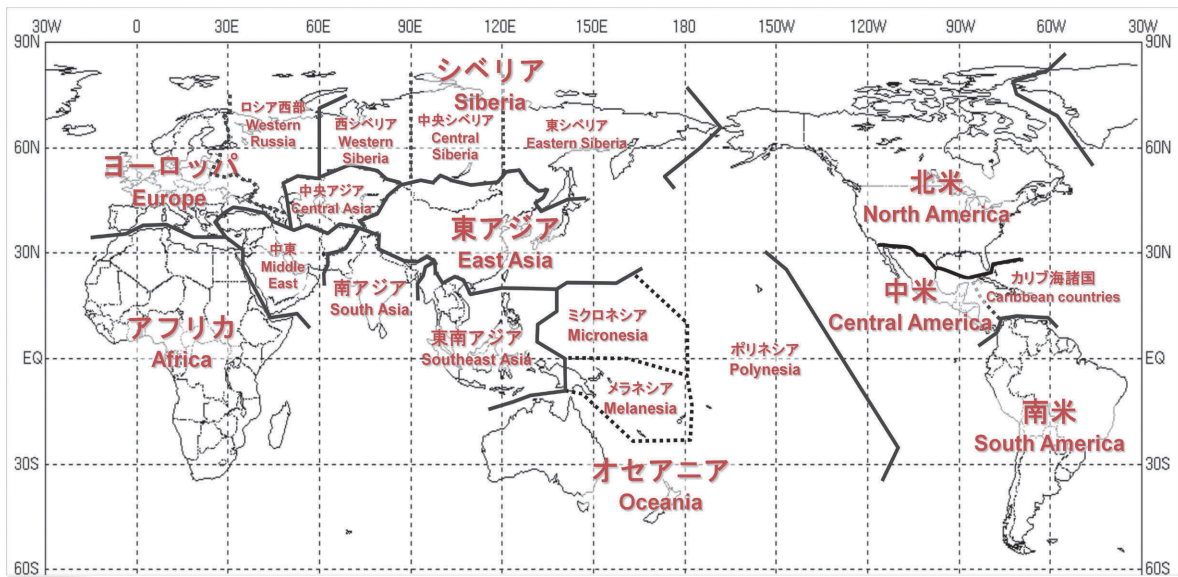 30W 0 30E 60E 90E 120E 150E 180 150W 120W 90W 60W
90N 90N
シベリア
Siberia
ロシア西部
Western
Russia
西シベリア
Western
Siberia
中央シベリア
Central
Siberia
東シベリア
Eastern Siberia
60N 60N
ヨーロッパ
Europe
中央アジア
Central Asia
北米
North America
東アジア
East Asia
30N 30N
中東
Middle
East
南アジア
South Asia
カリブ海諸国
Caribbean countries
中米
Central America
アフリカ
Africa
東南アジア
Southeast Asia
ミクロネシア
Micronesia
ポリネシア
Polynesia
EQ EQ
メラネシア
Melanesia
南米
South America
30S 30S
オセアニア
Oceania
60S 60S